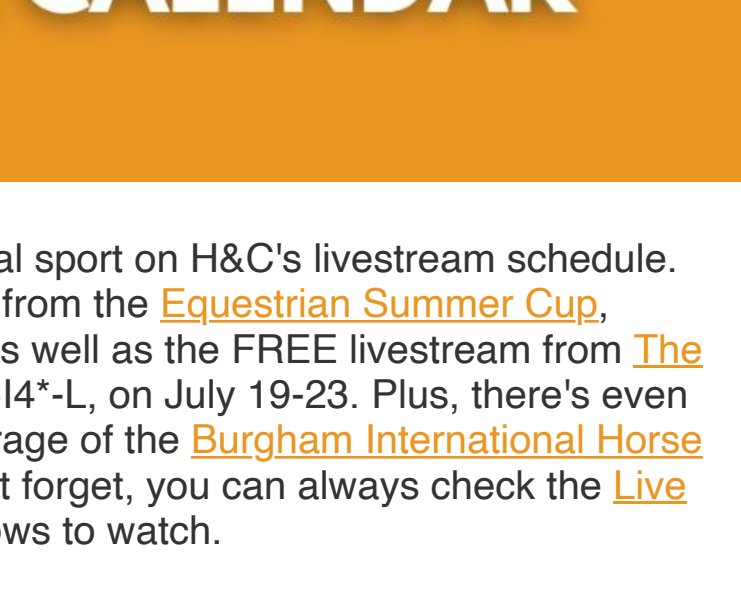 CALENDAR
al sport on H&C's livestream schedule.
from the Equestrian Summer Cup,
s well as the FREE livestream from The
I4*-L, on July 19-23. Plus, there's even
rage of the Burgham International Horse
t forget, you can always check the Live
ows to watch.